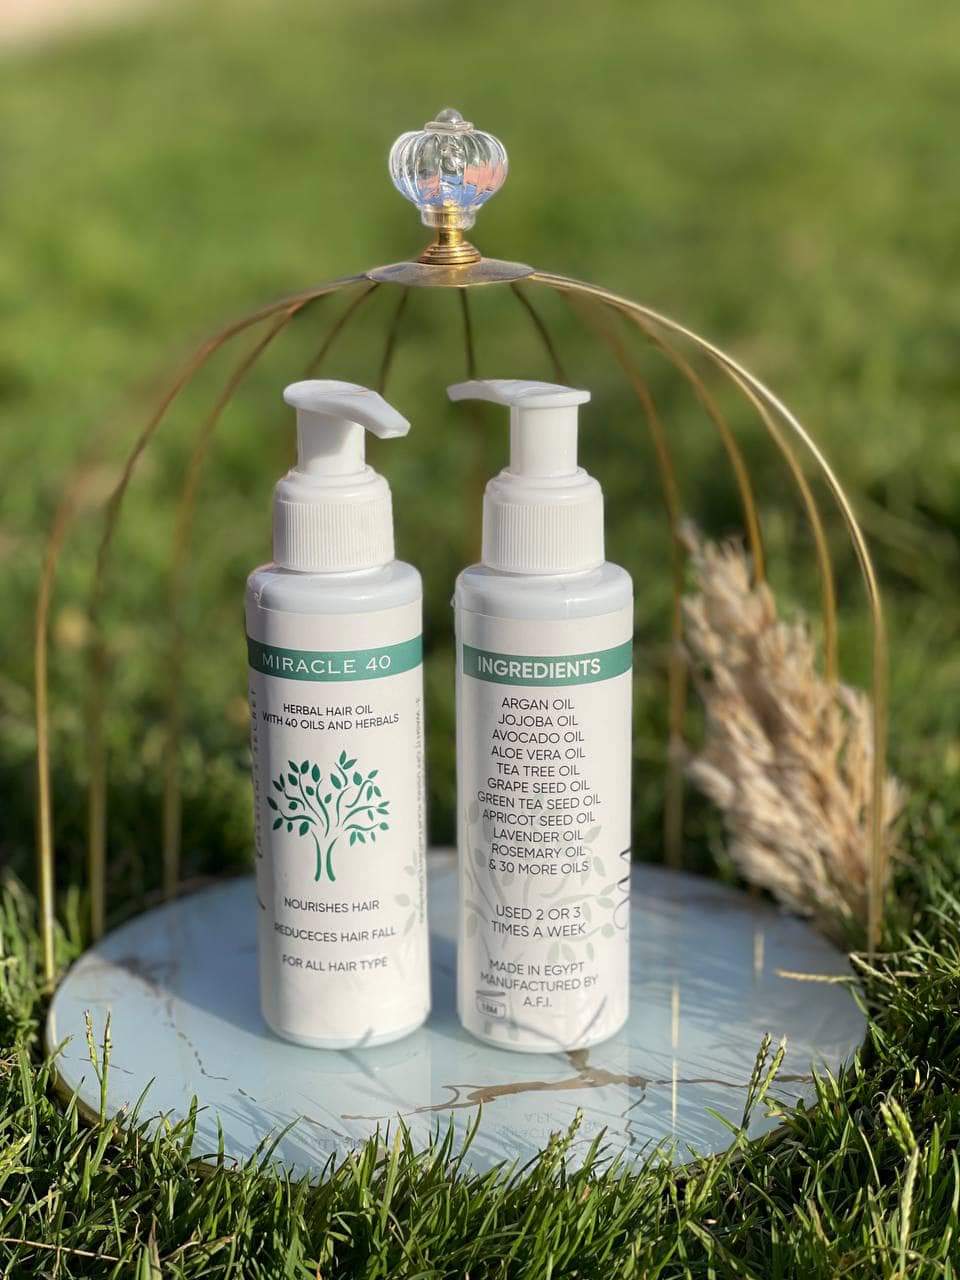 MIRACLE 40
HERBAL HAIR OIL
WITH 40 OILS AND HERBALS
NOURISHES HAIR
REDUCECES HAIR FALL
FOR ALL HAIR TYPE
INGREDIENTS
ARGAN OIL
JOJOBA OIL
AVOCADO OIL
ALOE VERA OIL
TEA TREE OIL
GRAPE SEED OIL
GREEN TEA SEED OIL
APRICOT SEED OIL
LAVENDER OIL
ROSEMARY OIL
& 30 MORE OILS
USED 2 OR 3
TIMES A WEEK
MADE IN EGYPT
MANUFACTURED BY
A.F.I.